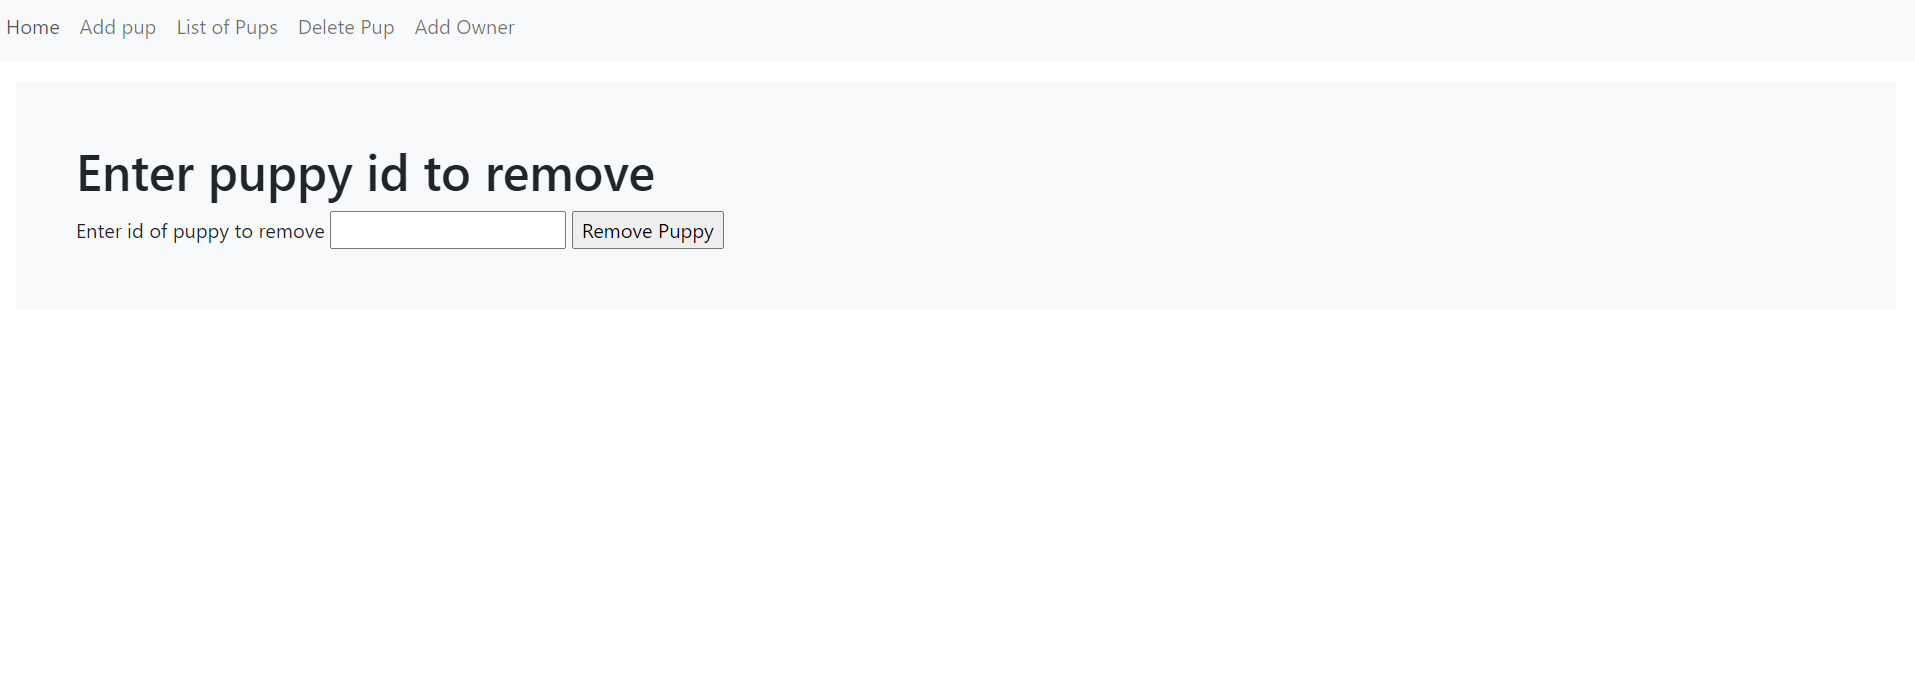 Home Add pup List of Pups Delete Pup Add Owner
Enter puppy id to remove
Enter id of puppy to remove Remove Puppy